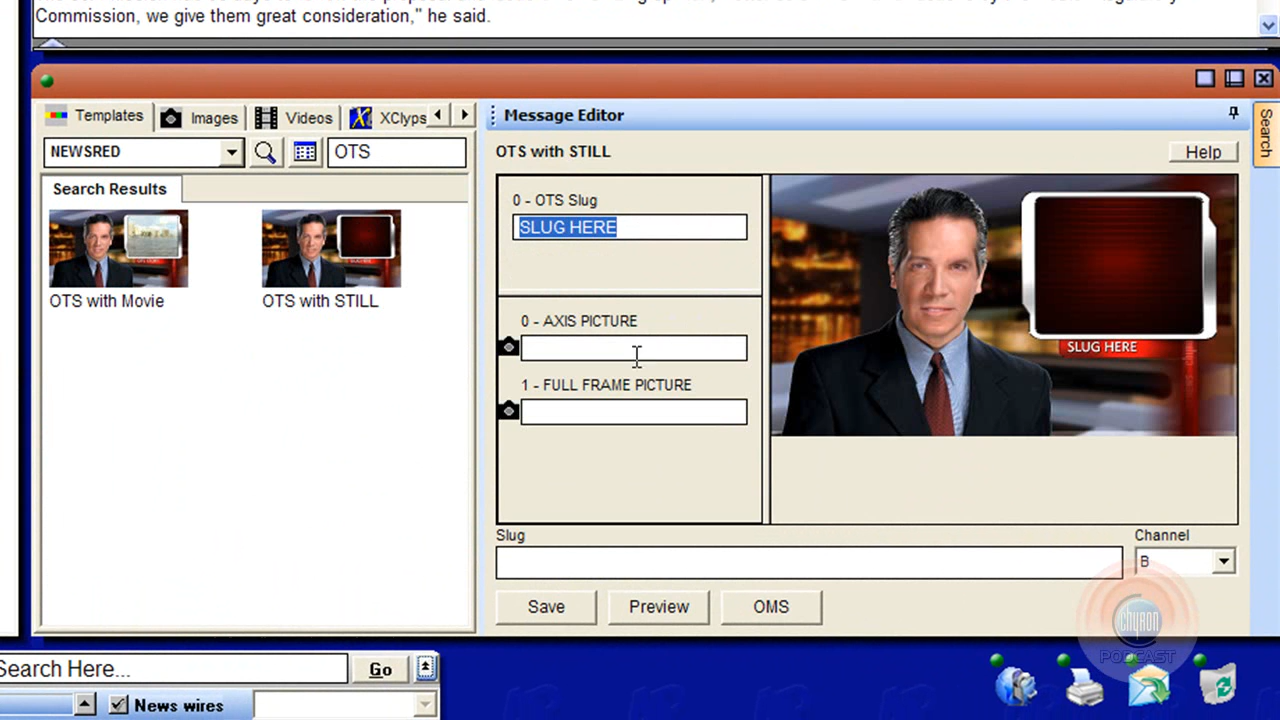 Commission, we give them great consideration," he said.
Templates
Images
Videos
XClyps
Message Editor
Search
NEWSRED
OTS
OTS with STILL
Help
Search Results
0 - OTS Slug
SLUG HERE
OTS with Movie
OTS with STILL
0 - AXIS PICTURE
SLUG HERE
1 - FULL FRAME PICTURE
Slug
Channel
B
Save
Preview
OMS
chyron
PODCAST
Search Here...
Go
News wires